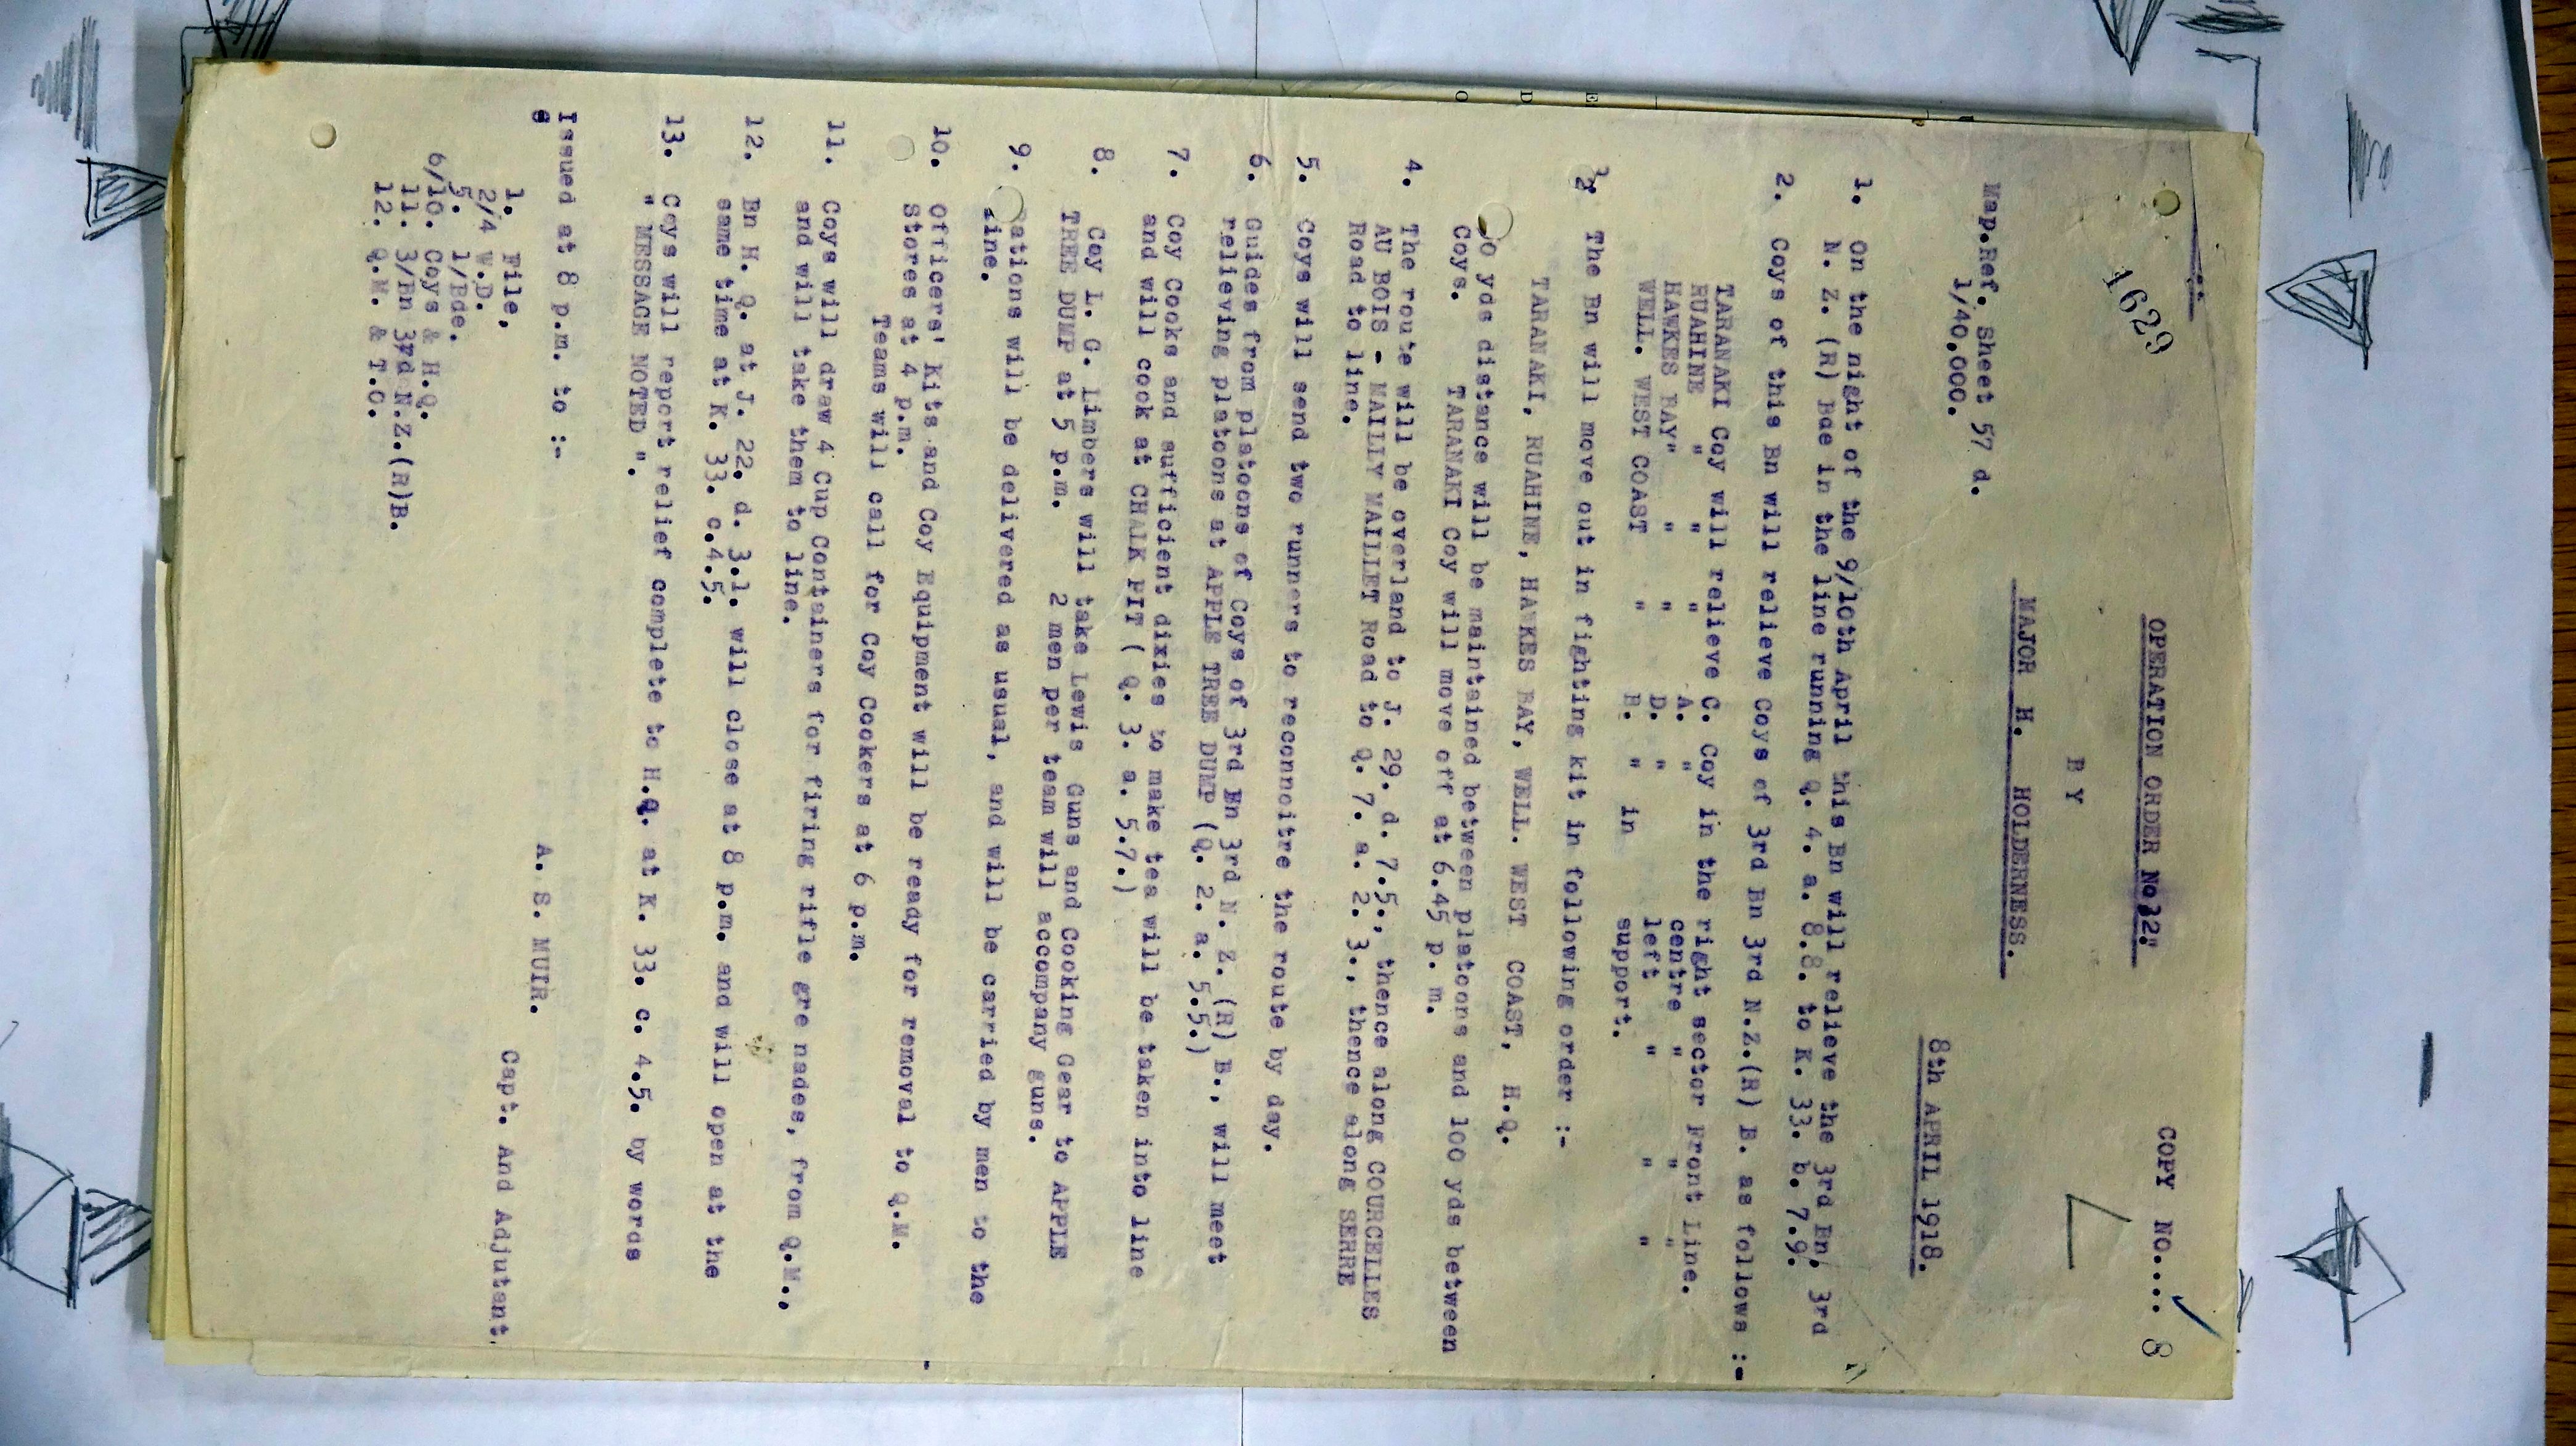 COPY NO.... 8
OPERATION ORDER No 32.
1629
B Y
MAJOR H. HOLDERNESS.
Map.Ref. Sheet 57 d.
1/40,000.
8th APRIL 1918.
1. On the night of the 9/10th April this Bn will relieve the 3rd Bn, 3rd
N. Z. (R) Bde in the line running Q. 4. a. 8.8. to K. 33. b. 7.9.
2. Coys of this Bn will relieve Coys of 3rd Bn 3rd N.Z.(R) B. as follows :-
TARANAKI Coy will relieve C. Coy in the right sector Front Line.
RUAHINE " " " A. " centre " " "
HAWKES BAY" " " D. " left " " "
WELL. WEST COAST " B. " in support.
3. The Bn will move out in fighting kit in following order :-
TARANAKI, RUAHINE, HAWKES BAY, WELL. WEST COAST, H.Q.
50 yds distance will be maintained between platoons and 100 yds between
Coys. TARANAKI Coy will move off at 6.45 p. m.
4. The route will be overland to J. 29. d. 7.5., thence along COURCELLES
AU BOIS - MAILLY MAILLET Road to Q. 7. a. 2. 3., thence along SERRE
Road to line.
5. Coys will send two runners to reconnoitre the route by day.
6. Guides from platoons of Coys of 3rd Bn 3rd N. Z. (R) B., will meet
relieving platoons at APPLE TREE DUMP (Q. 2. a. 5.5.)
7. Coy Cooks and sufficient dixies to make tea will be taken into line
and will cook at CHALK PIT ( Q. 3. a. 5.7.)
8. Coy L. G. Limbers will take Lewis Guns and Cooking Gear to APPLE
TREE DUMP at 5 p.m. 2 men per team will accompany guns.
9. Rations will be delivered as usual, and will be carried by men to the
line.
10. Officers' Kits and Coy Equipment will be ready for removal to Q.M.
Stores at 4 p.m.
Teams will call for Coy Cookers at 6 p.m.
11. Coys will draw 4 Cup Containers for firing rifle gre nades, from Q.M.,
and will take them to line.
12. Bn H. Q. at J. 22. d. 3.1. will close at 8 p.m. and will open at the
same time at K. 33. c.4.5.
13. Coys will report relief complete to H.Q. at K. 33. c. 4.5. by words
" MESSAGE NOTED ".
Issued at 8 p.m. to :-
A. S. MUIR.
Capt. And Adjutant.
1. File,
2/4 W.D.
5. 1/Bde.
6/10. Coys & H.Q.
11. 3/Bn 3rd N.Z.(R)B.
12. Q.M. & T.O.